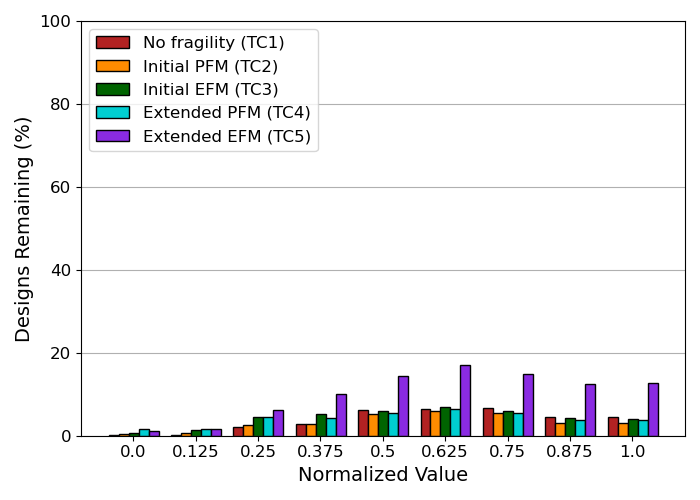 No fragility (TC1)
Initial PFM (TC2)
Initial EFM (TC3)
Extended PFM (TC4)
Extended EFM (TC5)
Designs Remaining (%)
100
80
60
40
20
0
0.0 0.125 0.25 0.375 0.5 0.625 0.75 0.875 1.0
Normalized Value